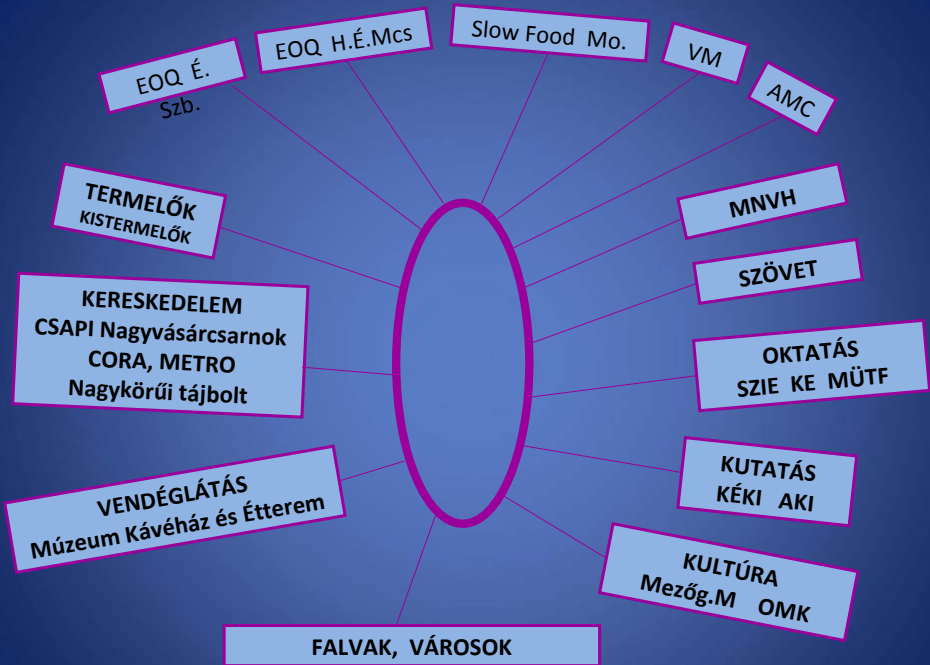 EOQ É.
Szb.
EOQ H.É.Mcs
Slow Food Mo.
VM
AMC
TERMELŐK
KISTERMELŐK
MNVH
SZÖVET
KERESKEDELEM
CSAPI Nagyvásárcsarnok
CORA, METRO
Nagykörűi tájbolt
OKTATÁS
SZIE KE MÜTF
VENDÉGLÁTÁS
Múzeum Kávéház és Étterem
KUTATÁS
KÉKI AKI
KULTÚRA
Mezőg.M OMK
FALVAK, VÁROSOK